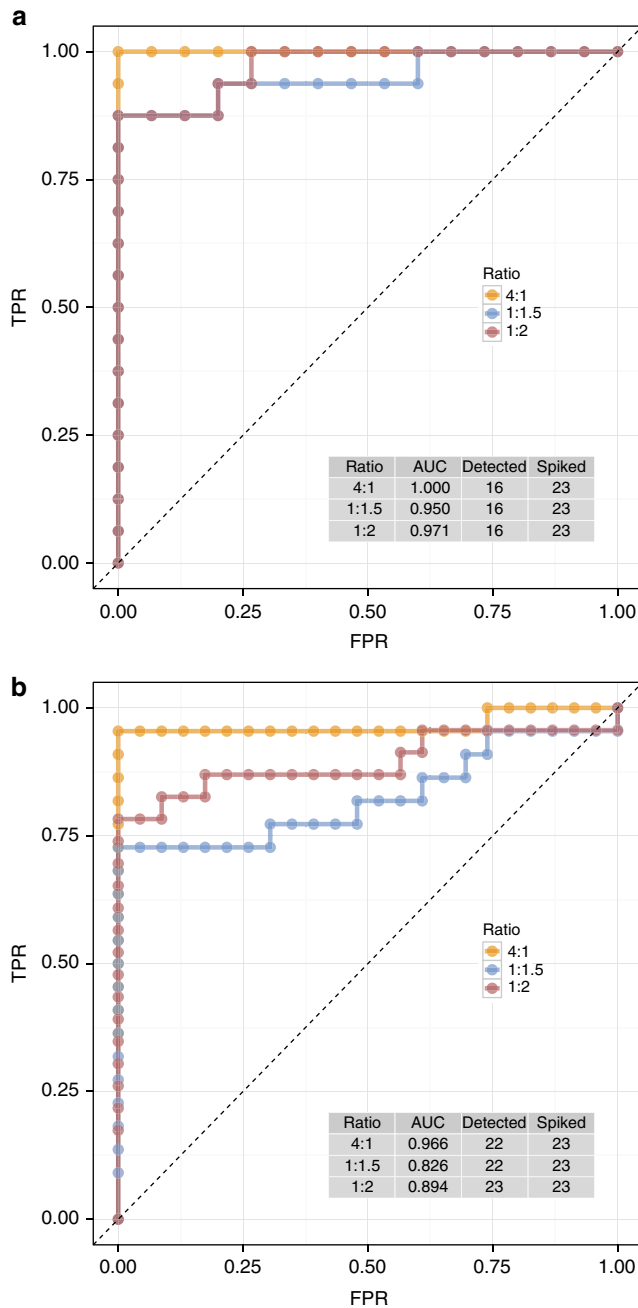 a
1.00
0.75
0.50
0.25
0.00
TPR
Ratio
4:1
1:1.5
1:2
Ratio AUC Detected Spiked
4:1 1.000 16 23
1:1.5 0.950 16 23
1:2 0.971 16 23
0.00 0.25 0.50 0.75 1.00
FPR
b
1.00
0.75
0.50
0.25
0.00
TPR
Ratio
4:1
1:1.5
1:2
Ratio AUC Detected Spiked
4:1 0.966 22 23
1:1.5 0.826 22 23
1:2 0.894 23 23
0.00 0.25 0.50 0.75 1.00
FPR